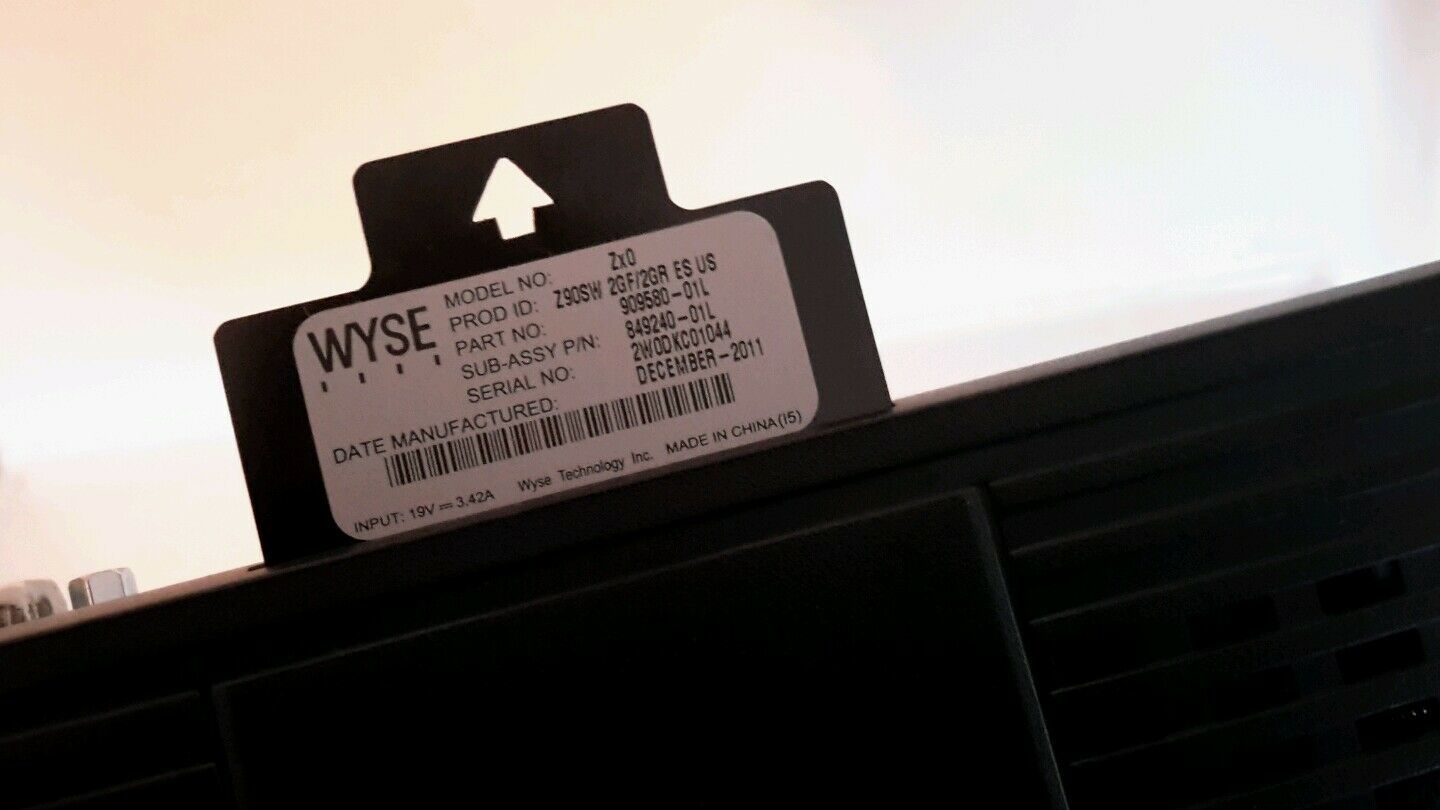 WYSE
MODEL NO: Zx0
PROD ID: Z90SW 2GF/2GR ES US
PART NO: 909580-01L
SUB-ASSY P/N: 849240-01L
SERIAL NO: 2W0DKC01044
DATE MANUFACTURED: DECEMBER-2011
INPUT: 19V ⎓ 3.42A Wyse Technology Inc. MADE IN CHINA(I5)